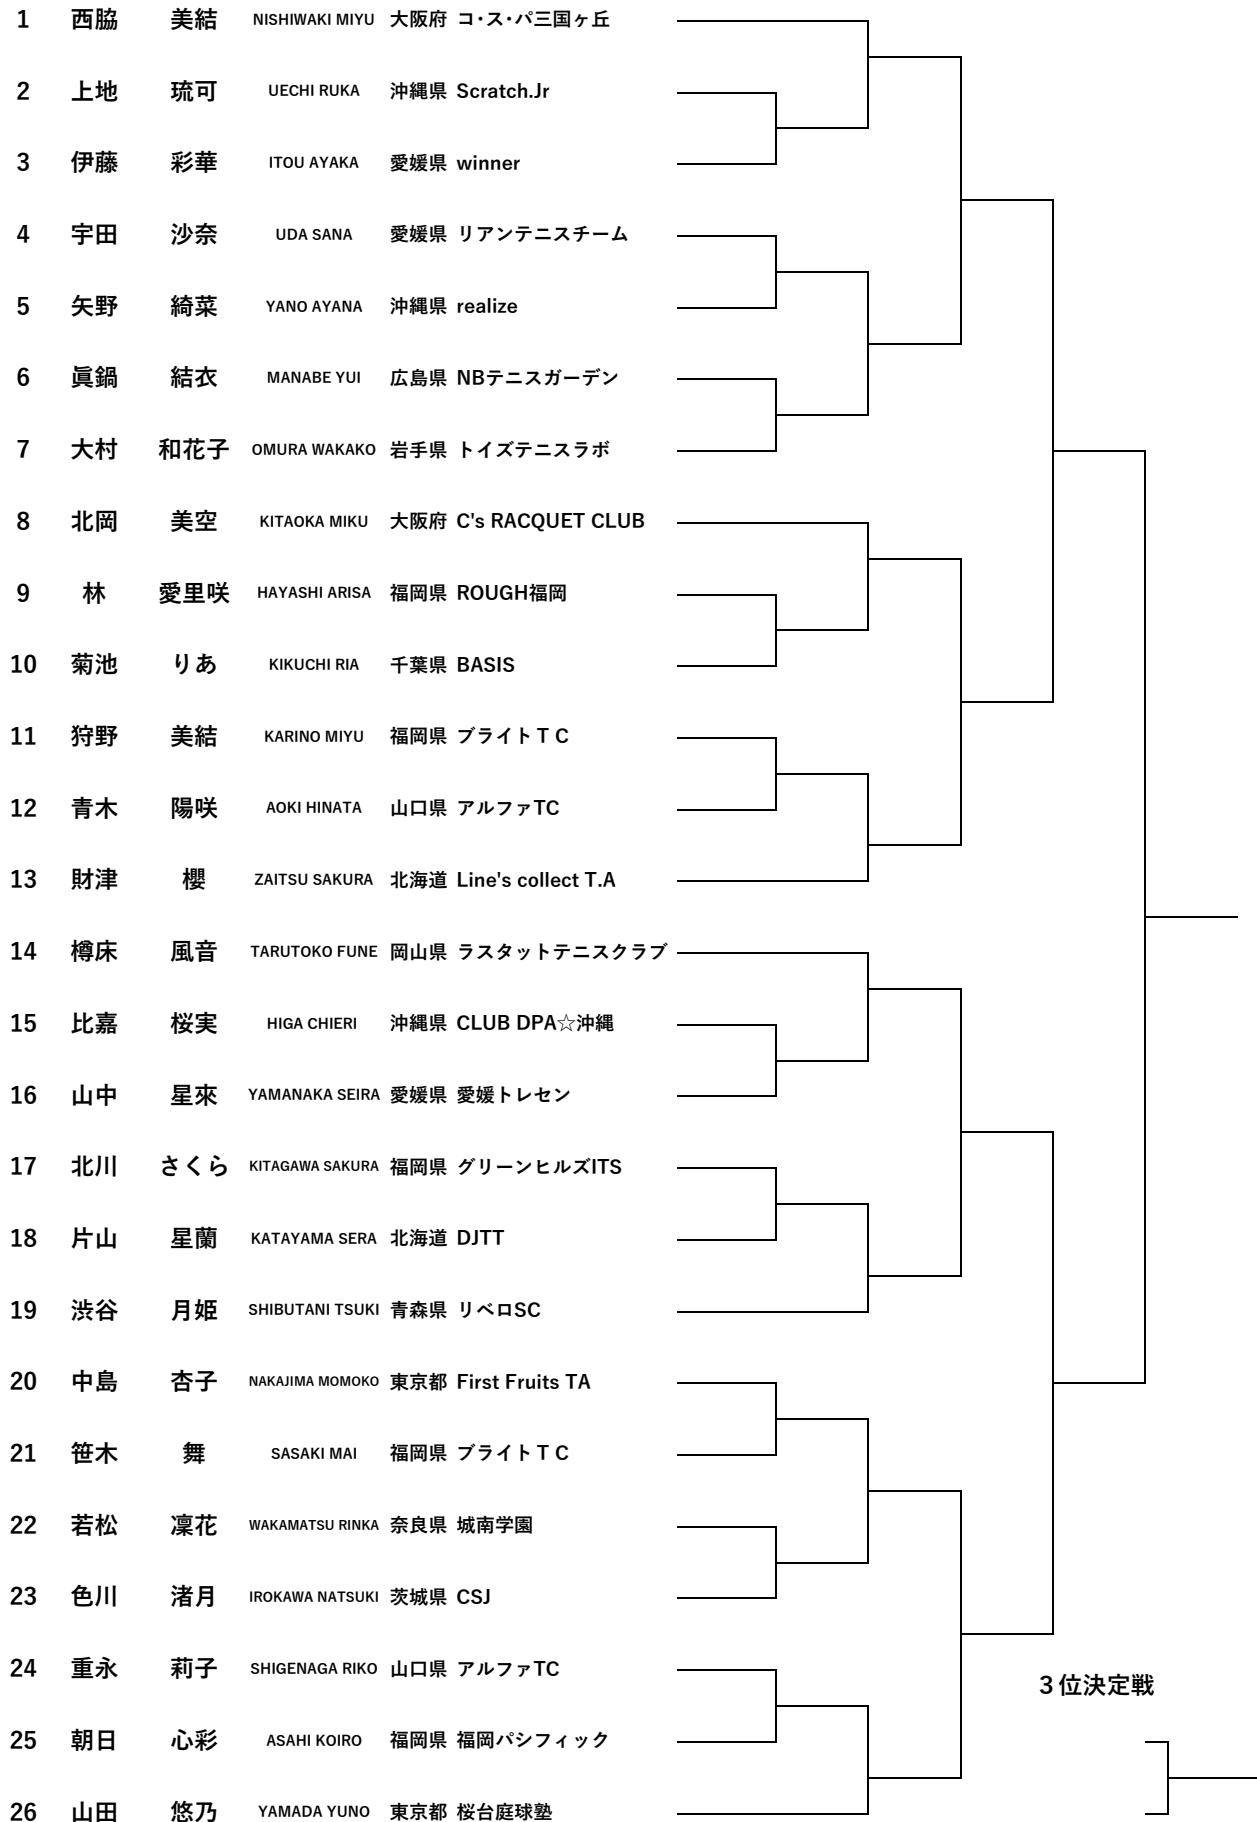 1 西脇 美結 NISHIWAKI MIYU 大阪府 コ・ス・パ三国ヶ丘
2 上地 琉可 UECHI RUKA 沖縄県 Scratch.Jr
3 伊藤 彩華 ITOU AYAKA 愛媛県 winner
4 宇田 沙奈 UDA SANA 愛媛県 リアンテニスチーム
5 矢野 綺菜 YANO AYANA 沖縄県 realize
6 眞鍋 結衣 MANABE YUI 広島県 NBテニスガーデン
7 大村 和花子 OMURA WAKAKO 岩手県 トイズテニスラボ
8 北岡 美空 KITAOKA MIKU 大阪府 C's RACQUET CLUB
9 林 愛里咲 HAYASHI ARISA 福岡県 ROUGH福岡
10 菊池 りあ KIKUCHI RIA 千葉県 BASIS
11 狩野 美結 KARINO MIYU 福岡県 ブライトＴＣ
12 青木 陽咲 AOKI HINATA 山口県 アルファTC
13 財津 櫻 ZAITSU SAKURA 北海道 Line's collect T.A
14 樽床 風音 TARUTOKO FUNE 岡山県 ラスタットテニスクラブ
15 比嘉 桜実 HIGA CHIERI 沖縄県 CLUB DPA☆沖縄
16 山中 星來 YAMANAKA SEIRA 愛媛県 愛媛トレセン
17 北川 さくら KITAGAWA SAKURA 福岡県 グリーンヒルズITS
18 片山 星蘭 KATAYAMA SERA 北海道 DJTT
19 渋谷 月姫 SHIBUTANI TSUKI 青森県 リベロSC
20 中島 杏子 NAKAJIMA MOMOKO 東京都 First Fruits TA
21 笹木 舞 SASAKI MAI 福岡県 ブライトＴＣ
22 若松 凜花 WAKAMATSU RINKA 奈良県 城南学園
23 色川 渚月 IROKAWA NATSUKI 茨城県 CSJ
24 重永 莉子 SHIGENAGA RIKO 山口県 アルファTC
３位決定戦
25 朝日 心彩 ASAHI KOIRO 福岡県 福岡パシフィック
26 山田 悠乃 YAMADA YUNO 東京都 桜台庭球塾